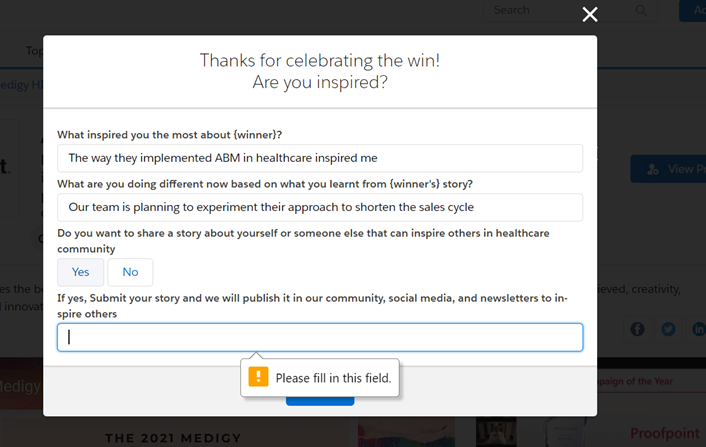 Search
Thanks for celebrating the win!
Are you inspired?
Top
edigy HI
What inspired you the most about {winner}?
The way they implemented ABM in healthcare inspired me
What are you doing different now based on what you learnt from {winner's} story?
Our team is planning to experiment their approach to shorten the sales cycle
View Pr
Do you want to share a story about yourself or someone else that can inspire others in healthcare
community
Yes
No
If yes, Submit your story and we will publish it in our community, social media, and newsletters to in-
spire others
es the be
ieved, creativity,
l innovat
Please fill in this field.
Medigy
paign of the Year
THE 2021 MEDIGY
Proofpoint